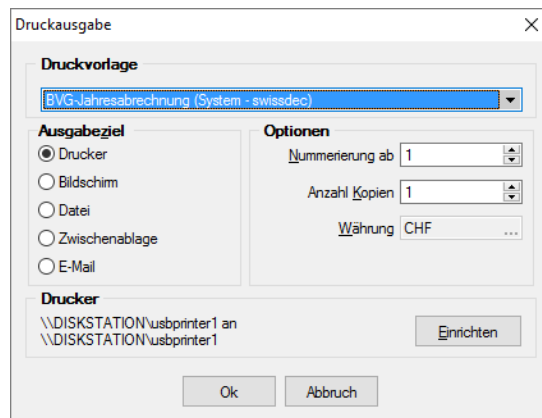 Druckausgabe
Druckvorlage
BVG-Jahresabrechnung (System - swissdec)
Ausgabeziel
Drucker
Bildschirm
Datei
Zwischenablage
E-Mail
Optionen
Nummerierung ab 1
Anzahl Kopien 1
Währung CHF ...
Drucker
\\DISKSTATION\usbprinter1 an
\\DISKSTATION\usbprinter1
Einrichten
Ok Abbruch